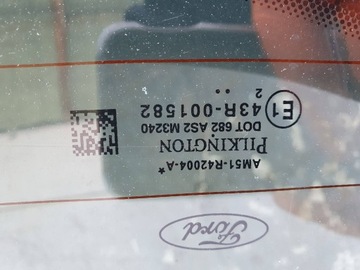 Ford
AM51-R42004-A*
PILKINGTON
DOT 682 AS2 M3240
E1 43R-001582
2 ..